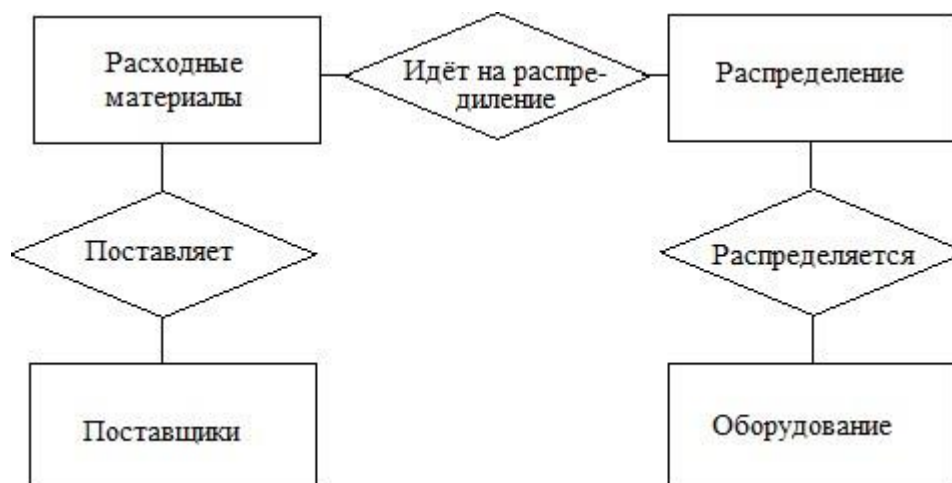 Расходные
материалы
Идёт на распре-
диление
Распределение
Поставляет
Распределяется
Поставщики
Оборудование